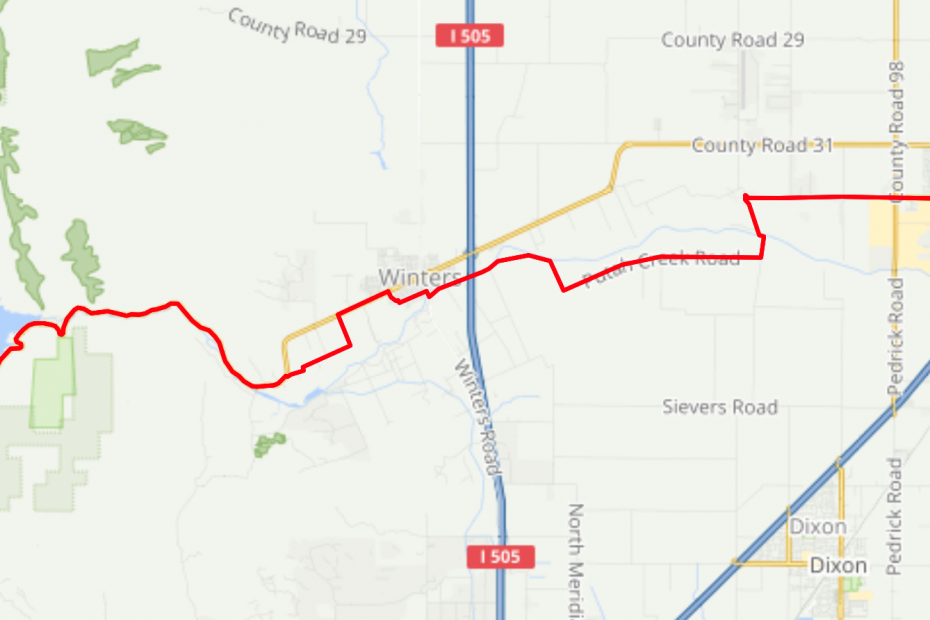 County Road 29
I 505
County Road 29
County Road 98
County Road 31
Winters
Putah Creek Road
Pedrick Road
Winters Road
Sievers Road
North Meridi
Pedrick Road
Dixon
I 505
Dixon